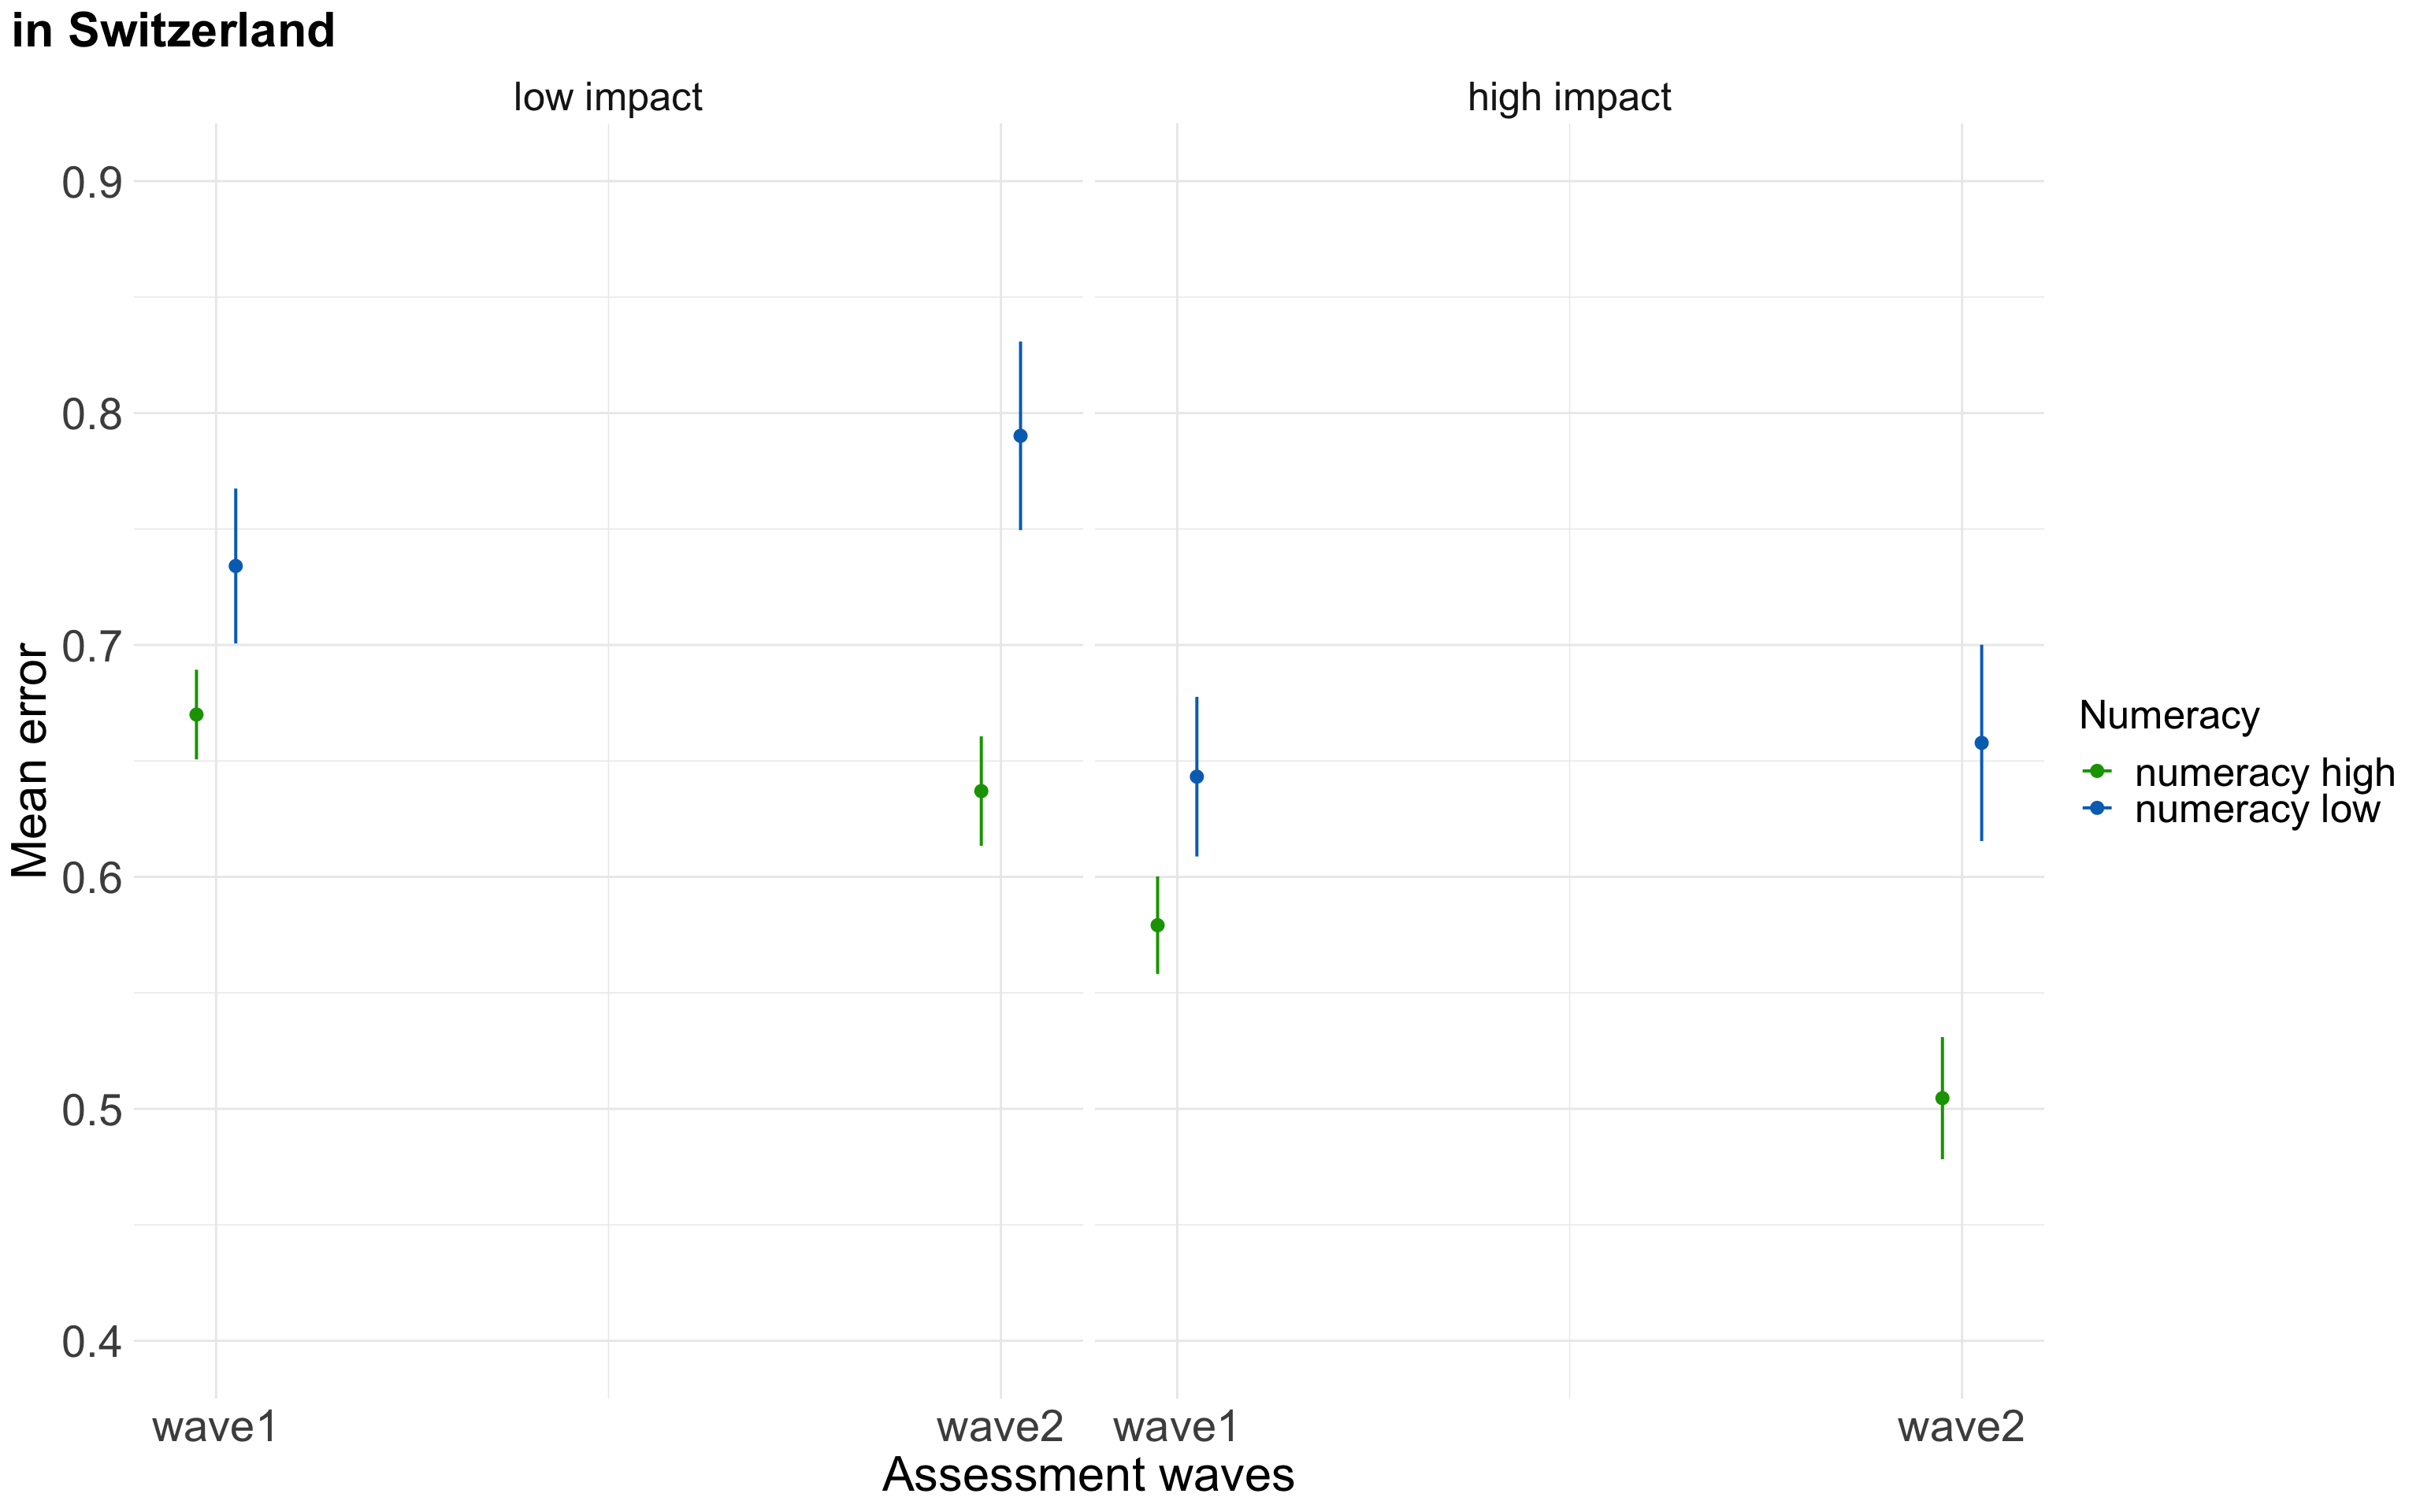 in Switzerland
low impact
high impact
0.9
0.8
0.7
0.6
0.5
0.4
Mean error
wave1
wave2
wave1
wave2
Assessment waves
Numeracy
numeracy high
numeracy low